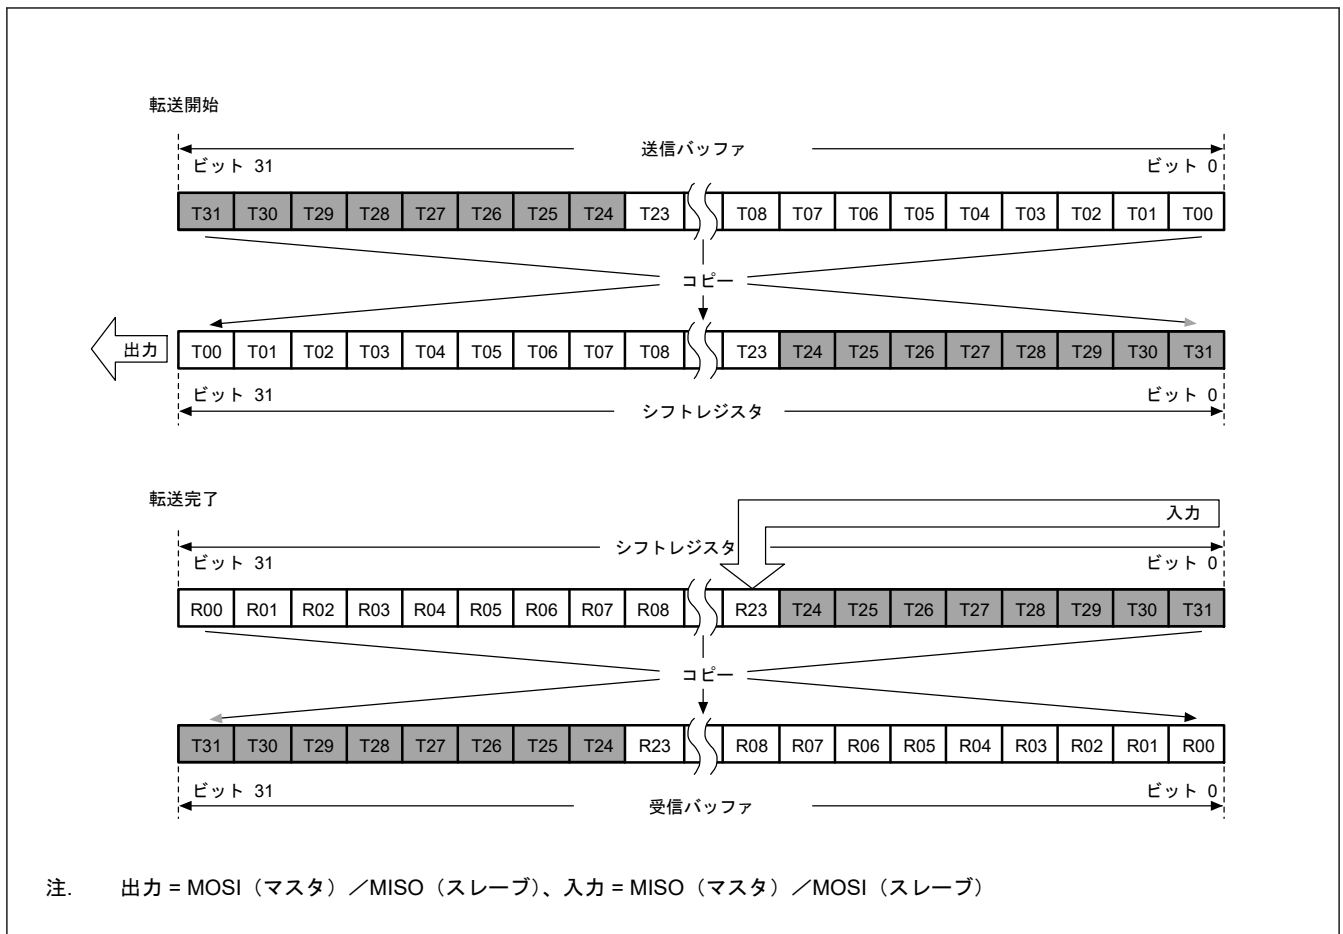 転送開始
送信バッファ
ビット 31 ビット 0
T31 T30 T29 T28 T27 T26 T25 T24 T23 T08 T07 T06 T05 T04 T03 T02 T01 T00
コピー
出力 T00 T01 T02 T03 T04 T05 T06 T07 T08 T23 T24 T25 T26 T27 T28 T29 T30 T31
ビット 31 ビット 0
シフトレジスタ
転送完了
入力
シフトレジスタ
ビット 31 ビット 0
R00 R01 R02 R03 R04 R05 R06 R07 R08 R23 T24 T25 T26 T27 T28 T29 T30 T31
コピー
T31 T30 T29 T28 T27 T26 T25 T24 R23 R08 R07 R06 R05 R04 R03 R02 R01 R00
ビット 31 ビット 0
受信バッファ
注. 出力 = MOSI（マスタ）／MISO（スレーブ）、入力 = MISO（マスタ）／MOSI（スレーブ）